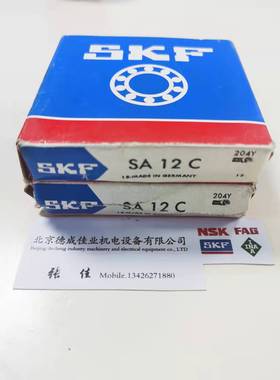 SKF
204Y
SKF
SA 12 C
MADE IN GERMANY
204Y
SKF
SA 12 C
北京德成佳业机电设备有限公司
Beijing decheng industry machinery and electrical equipment co., LTD
张 佳 Mobile.13426271880
NSK FAG
SKF
INA